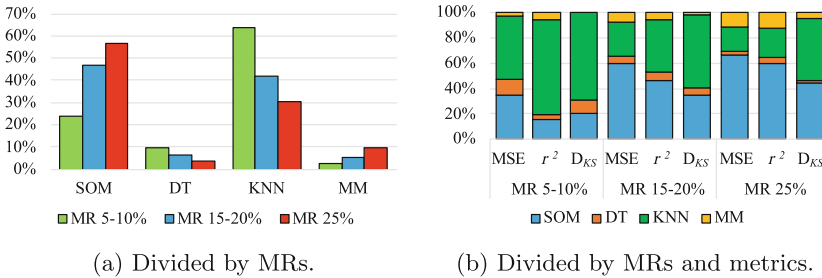 70%
60%
50%
40%
30%
20%
10%
0%
SOM DT KNN MM
MR 5-10% MR 15-20% MR 25%
(a) Divided by MRs.
100%
80%
60%
40%
20%
0%
MSE r² D_KS MSE r² D_KS MSE r² D_KS
MR 5-10% MR 15-20% MR 25%
SOM DT KNN MM
(b) Divided by MRs and metrics.